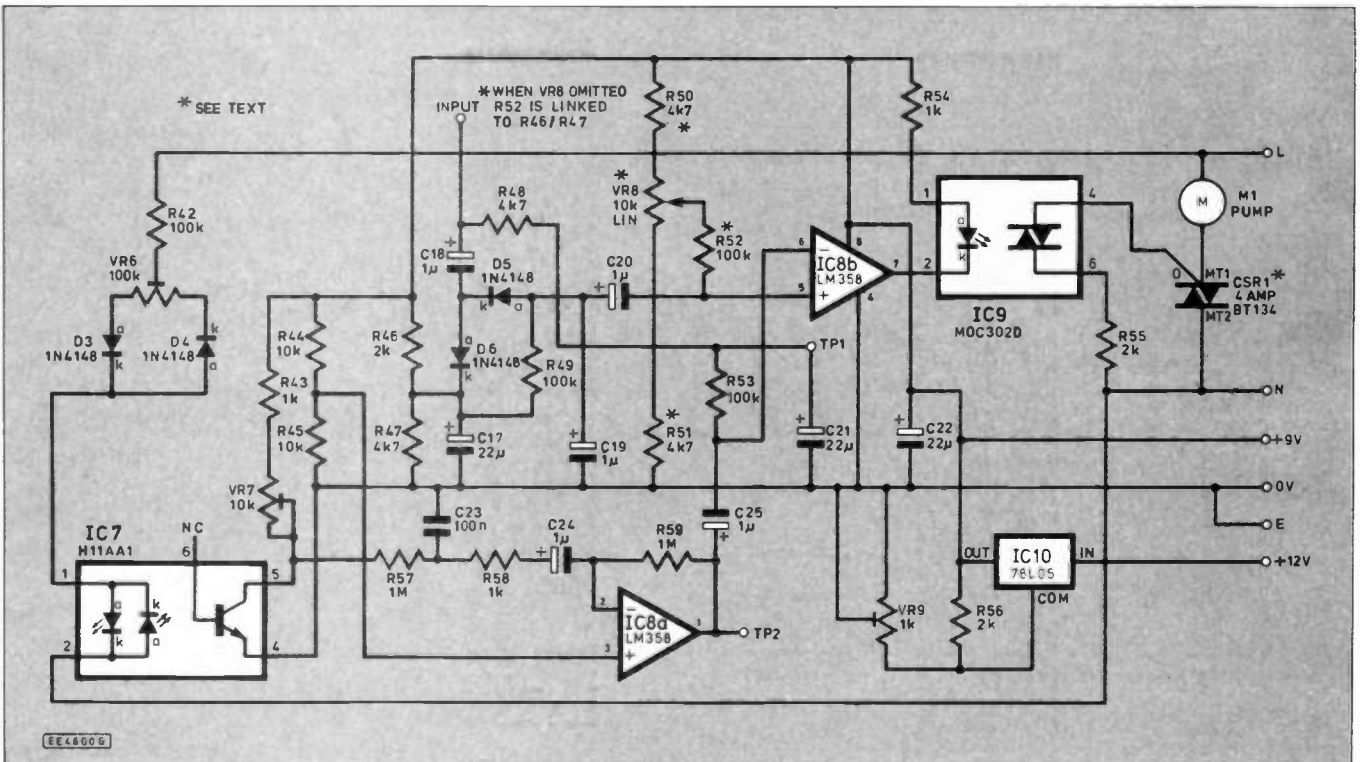 * SEE TEXT
INPUT
* WHEN VR8 OMITTED
R52 IS LINKED
TO R46/R47
R50
4k7
*
R54
1k
L
R42
100k
R48
4k7
*
VR8
10k
LIN
*
R52
100k
1
4
M
M1
PUMP
VR6
100k
C18
1µ
D5
1N4148
k
a
C20
1µ
6
8
IC8b
LM358
7
5
4
a
k
2
6
IC9
MOC3020
G
MT1
MT2
CSR1 *
4 AMP
BT134
D3
1N4148
a
k
D4
1N4148
k
a
R44
10k
R46
2k
D6
1N4148
a
k
R49
100k
TP1
R55
2k
N
R43
1k
R45
10k
R47
4k7
C17
22µ
C19
1µ
*
R51
4k7
R53
100k
C21
22µ
C22
22µ
+9V
0V
VR7
10k
C23
100n
C24
1µ
R59
1M
C25
1µ
E
IC7
H11AA1
NC
6
1
5
a
k
k
a
2
4
R57
1M
R58
1k
2
3
IC8a
LM358
1
TP2
VR9
1k
R56
2k
OUT
IC10
78L05
IN
COM
+12V
EE4600G